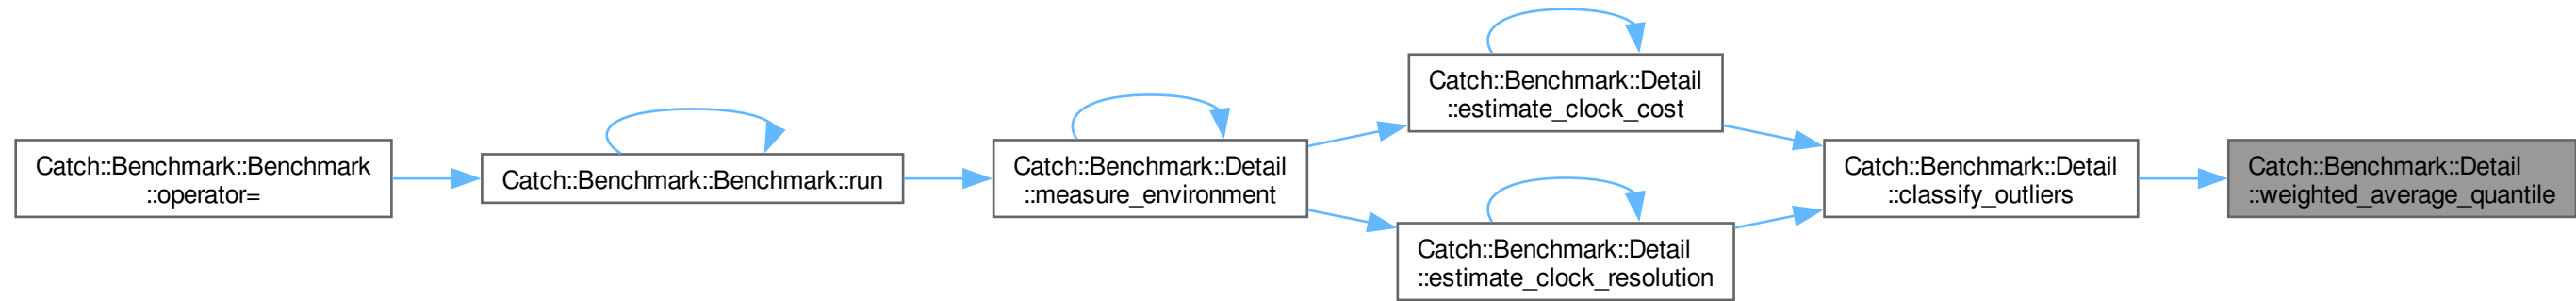 Catch::Benchmark::Benchmark
::operator=
Catch::Benchmark::Benchmark::run
Catch::Benchmark::Detail
::measure_environment
Catch::Benchmark::Detail
::estimate_clock_cost
Catch::Benchmark::Detail
::estimate_clock_resolution
Catch::Benchmark::Detail
::classify_outliers
Catch::Benchmark::Detail
::weighted_average_quantile